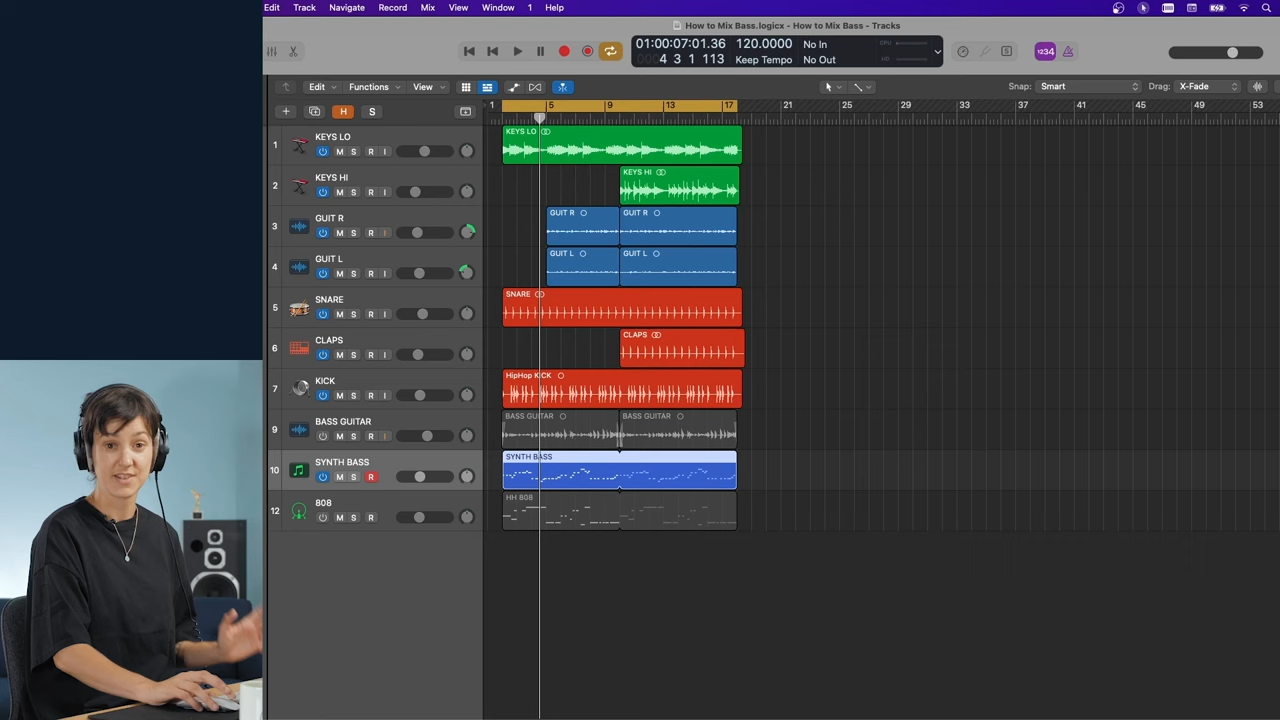 Edit Track Navigate Record Mix View Window 1 Help
How to Mix Bass.logicx - How to Mix Bass - Tracks
01:00:07:01.36 120.0000 No In CPU
4 3 1 113 Keep Tempo No Out HD
1234
Edit Functions View Snap: Smart Drag: X-Fade
H S 1 5 9 13 17 21 25 29 33 37 41 45 49 53
1 KEYS LO KEYS LO
M S R I
2 KEYS HI KEYS HI
M S R I
3 GUIT R GUIT R GUIT R
M S R I
4 GUIT L GUIT L GUIT L
M S R I
5 SNARE SNARE
M S R I
6 CLAPS CLAPS
M S R I
7 KICK HipHop KICK
M S R I
9 BASS GUITAR BASS GUITAR BASS GUITAR
M S R I
10 SYNTH BASS SYNTH BASS
M S R
12 808 HH 808
M S R